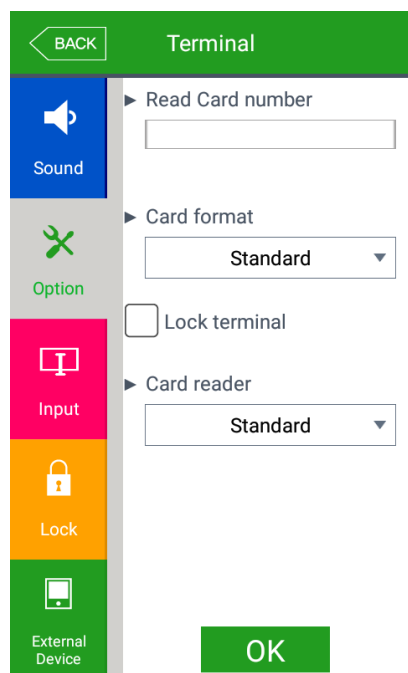 BACK
Terminal
Sound
Option
Input
Lock
External
Device
Read Card number
Card format
Standard
Lock terminal
Card reader
Standard
OK